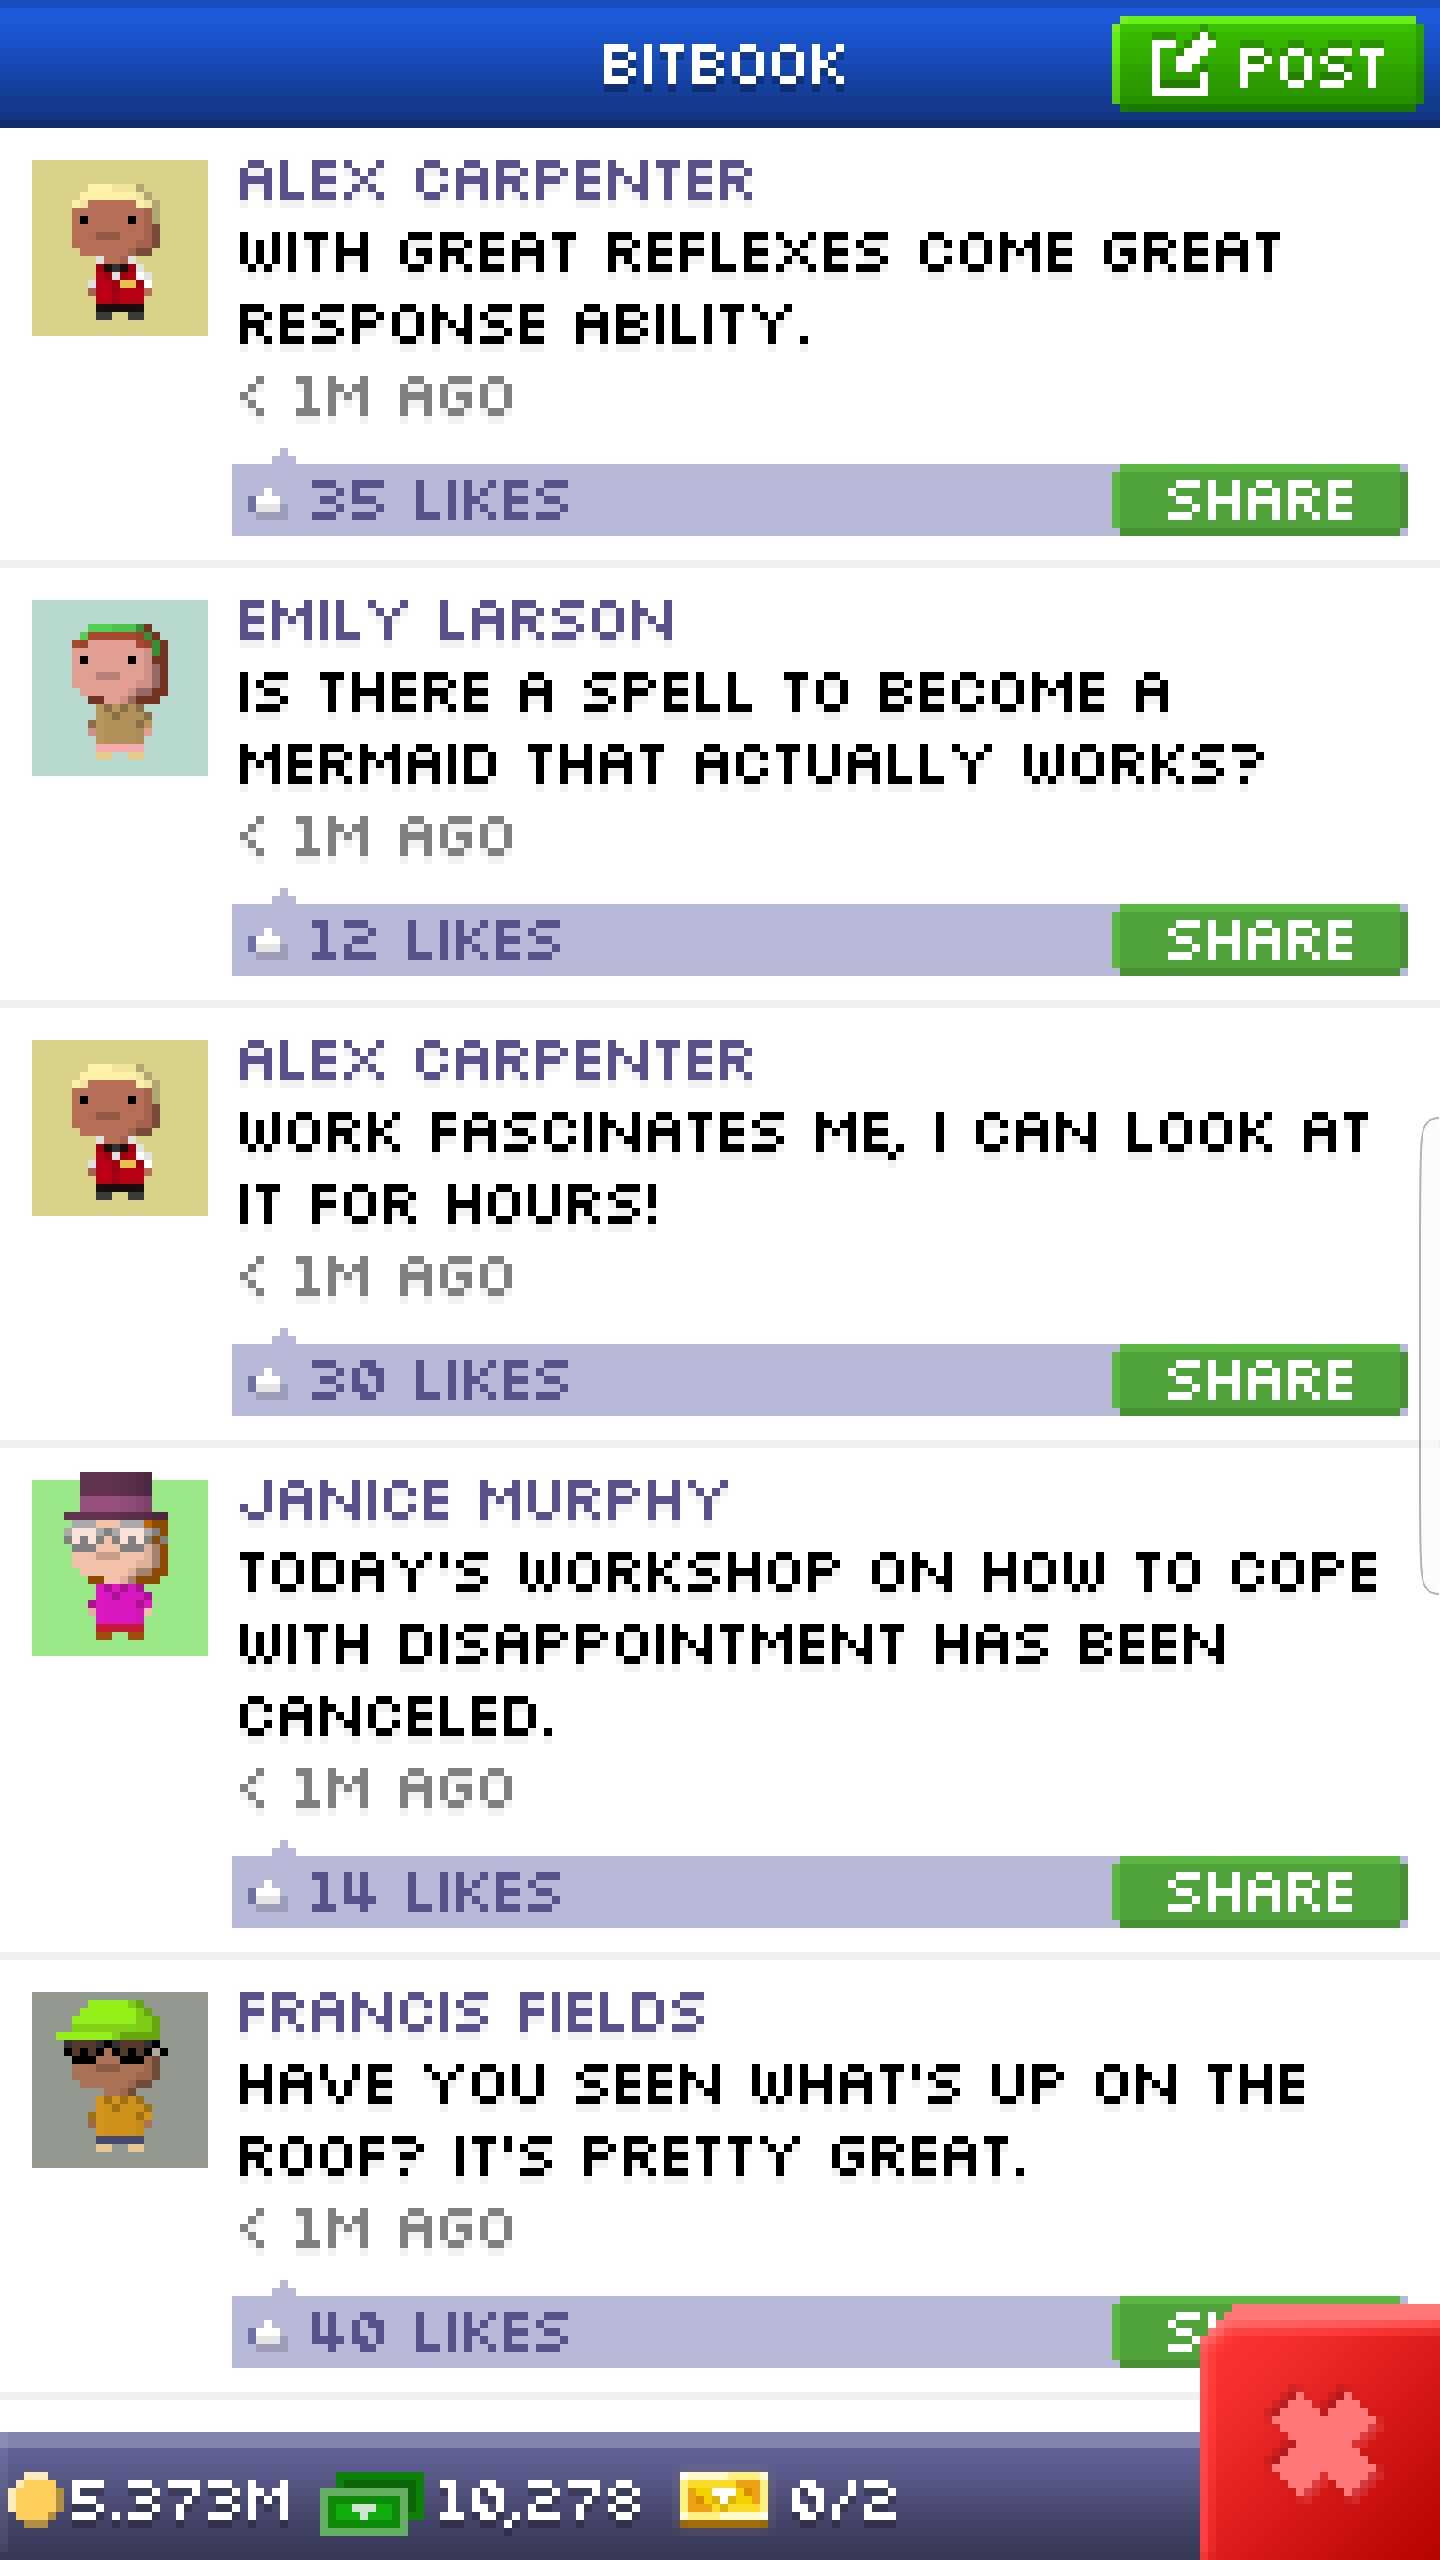 BITBOOK
POST
ALEX CARPENTER
WITH GREAT REFLEXES COME GREAT
RESPONSE ABILITY.
< 1M AGO
35 LIKES
SHARE
EMILY LARSON
IS THERE A SPELL TO BECOME A
MERMAID THAT ACTUALLY WORKS?
< 1M AGO
12 LIKES
SHARE
ALEX CARPENTER
WORK FASCINATES ME, I CAN LOOK AT
IT FOR HOURS!
< 1M AGO
30 LIKES
SHARE
JANICE MURPHY
TODAY'S WORKSHOP ON HOW TO COPE
WITH DISAPPOINTMENT HAS BEEN
CANCELED.
< 1M AGO
14 LIKES
SHARE
FRANCIS FIELDS
HAVE YOU SEEN WHAT'S UP ON THE
ROOF? IT'S PRETTY GREAT.
< 1M AGO
40 LIKES
5.373M
10,278
0/2